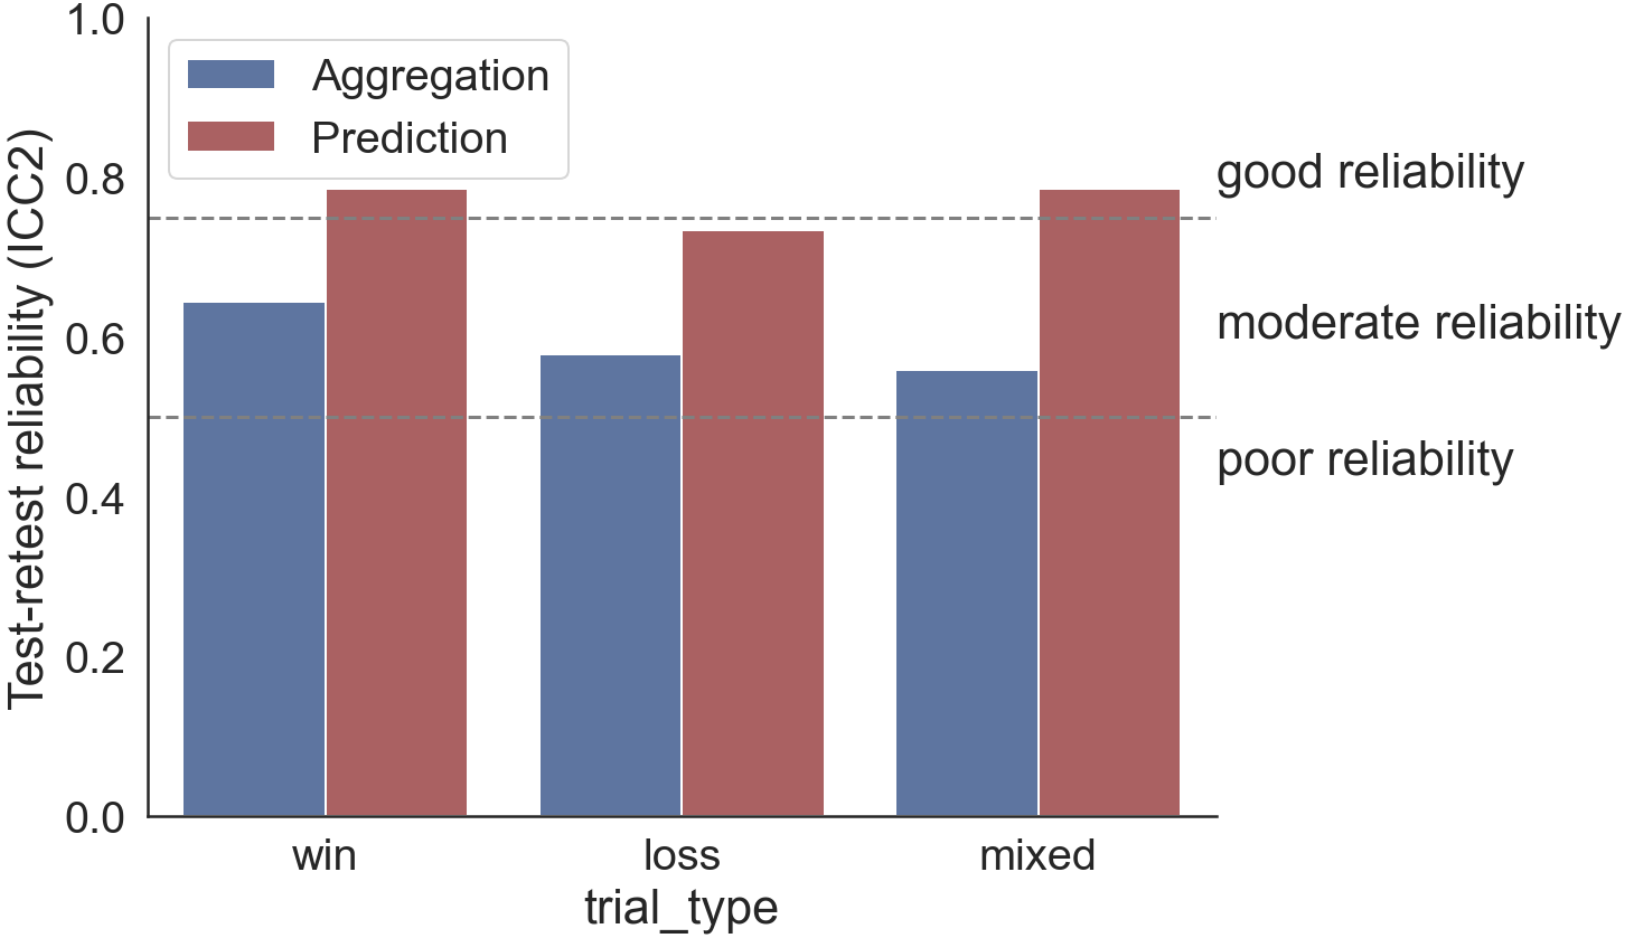 Test-retest reliability (ICC2)
1.0
0.8
0.6
0.4
0.2
0.0
Aggregation
Prediction
good reliability
moderate reliability
poor reliability
win
loss
mixed
trial_type